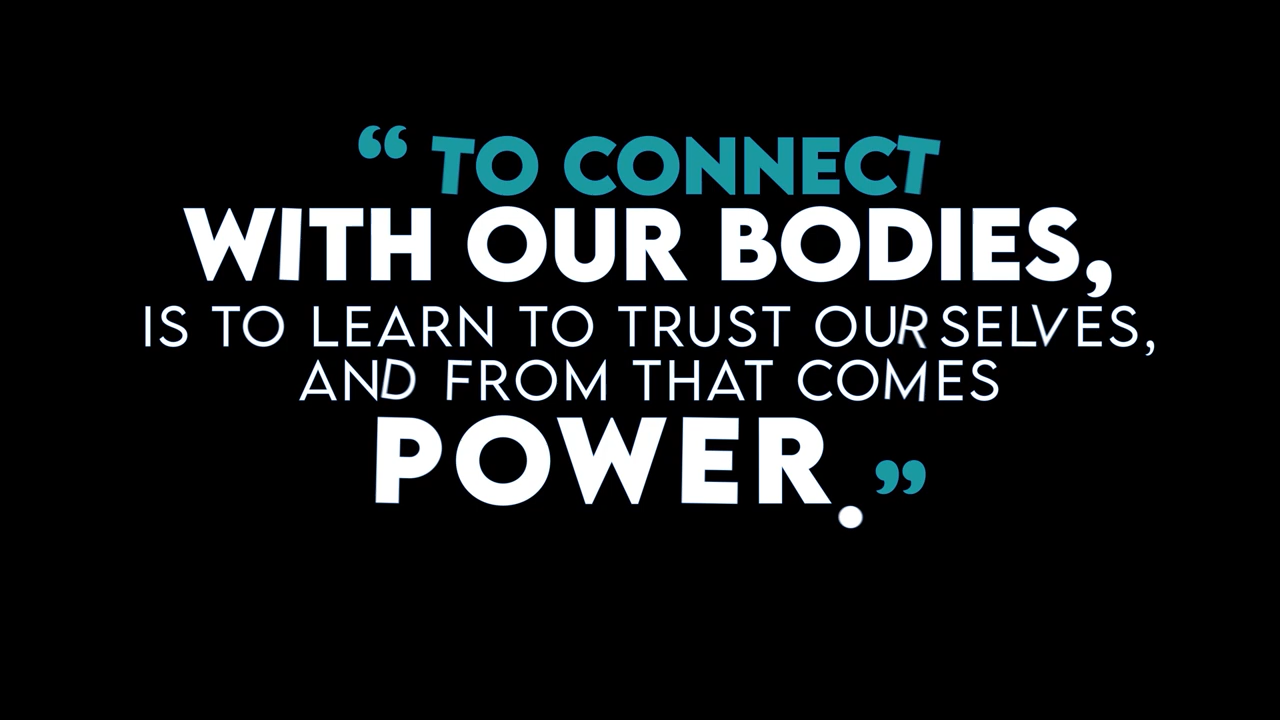 “ TO CONNECT
WITH OUR BODIES,
IS TO LEARN TO TRUST OURSELVES,
AND FROM THAT COMES
POWER.”